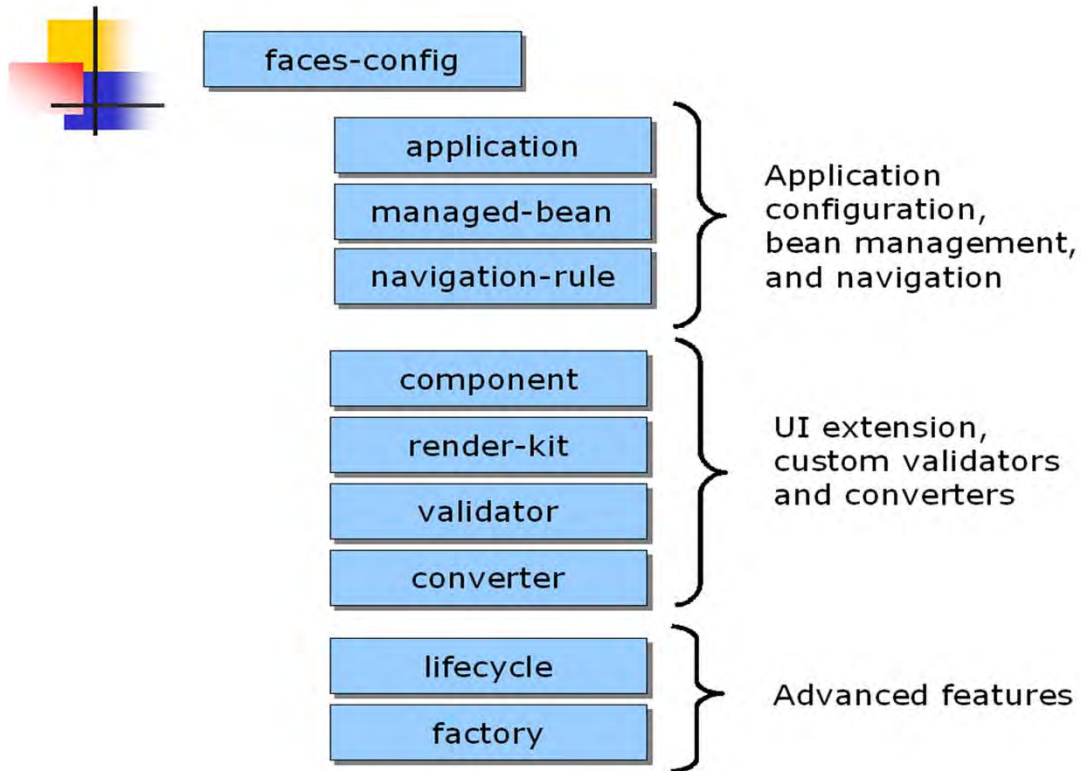 faces-config
application
managed-bean
navigation-rule
Application
configuration,
bean management,
and navigation
component
render-kit
validator
converter
UI extension,
custom validators
and converters
lifecycle
factory
Advanced features